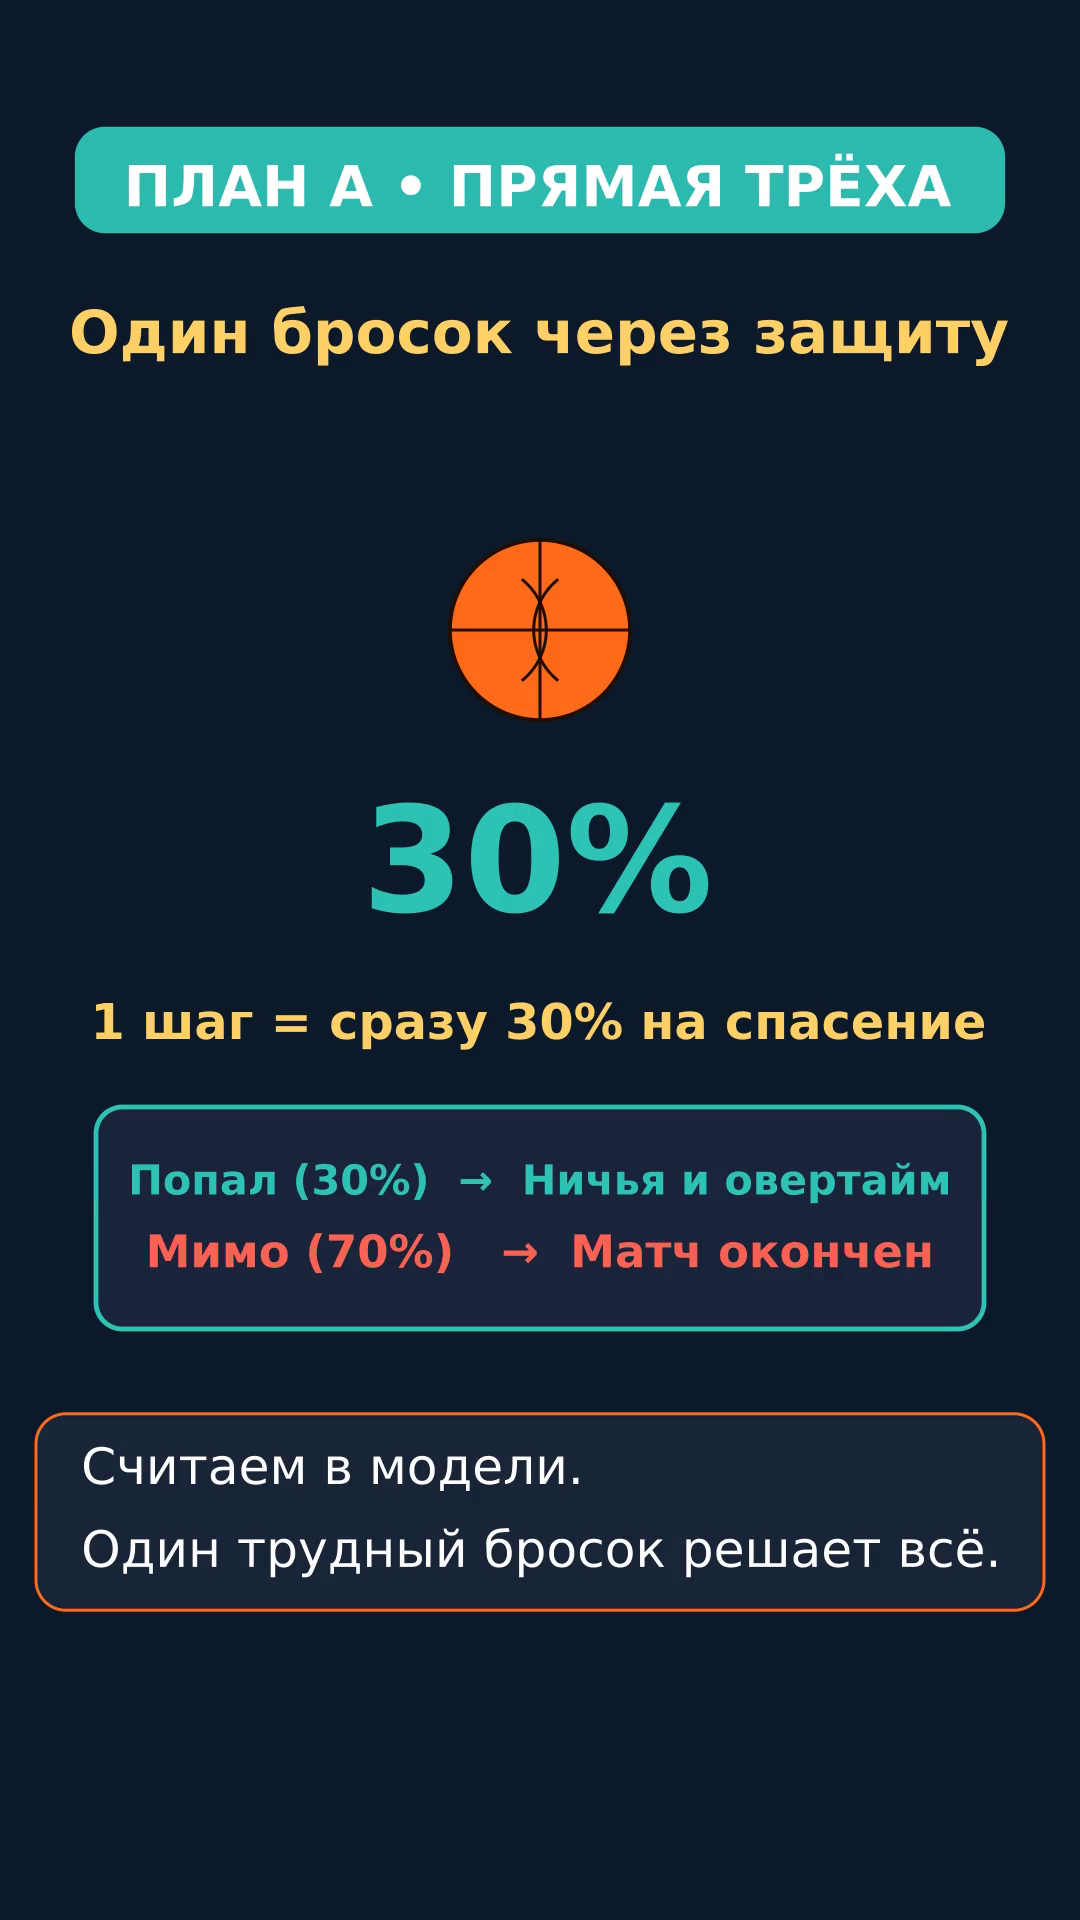 ПЛАН А • ПРЯМАЯ ТРЁХА
Один бросок через защиту
30%
1 шаг = сразу 30% на спасение
Попал (30%) → Ничья и овертайм
Мимо (70%) → Матч окончен
Считаем в модели.
Один трудный бросок решает всё.